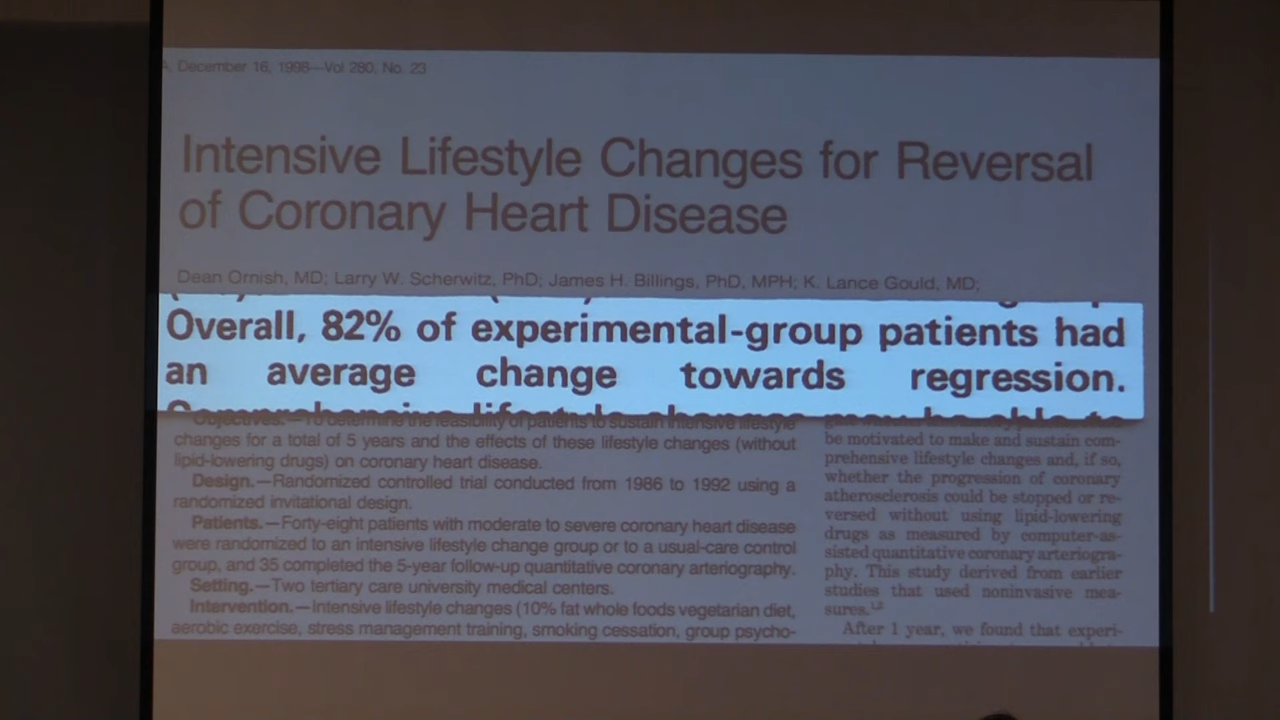 December 16, 1998—Vol 280, No. 23
Intensive Lifestyle Changes for Reversal
of Coronary Heart Disease
Dean Ornish, MD; Larry W. Scherwitz, PhD; James H. Billings, PhD, MPH; K. Lance Gould, MD;
Overall, 82% of experimental-group patients had
an average change towards regression.
Comprehensive lifestyle changes may be able to
Objectives.—To determine the feasibility of patients to sustain intensive lifestyle
changes for a total of 5 years and the effects of these lifestyle changes (without
lipid-lowering drugs) on coronary heart disease.
Design.—Randomized controlled trial conducted from 1986 to 1992 using a
randomized invitational design.
Patients.—Forty-eight patients with moderate to severe coronary heart disease
were randomized to an intensive lifestyle change group or to a usual-care control
group, and 35 completed the 5-year follow-up quantitative coronary arteriography.
Setting.—Two tertiary care university medical centers.
Intervention.—Intensive lifestyle changes (10% fat whole foods vegetarian diet,
aerobic exercise, stress management training, smoking cessation, group psycho-
be motivated to make and sustain com-
prehensive lifestyle changes and, if so,
whether the progression of coronary
atherosclerosis could be stopped or re-
versed without using lipid-lowering
drugs as measured by computer-as-
sisted quantitative coronary arteriogra-
phy. This study derived from earlier
studies that used noninvasive mea-
sures.1,2
After 1 year, we found that experi-